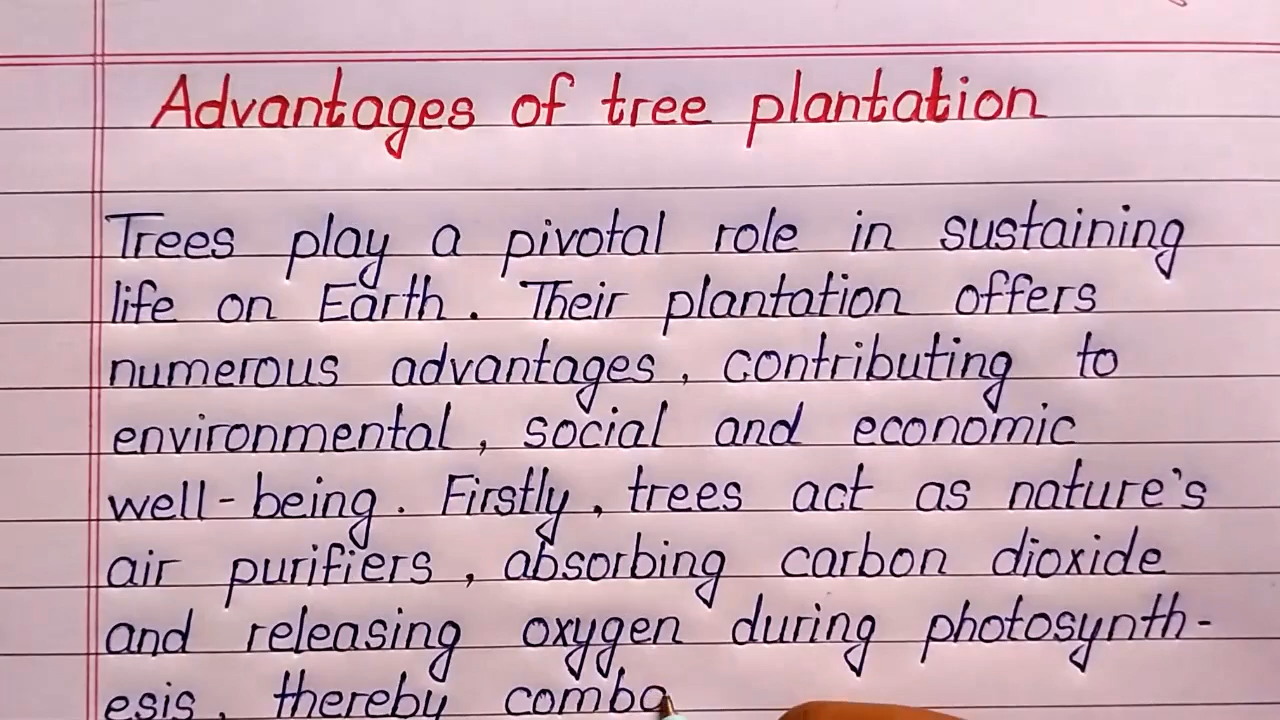 Advantages of tree plantation
Trees play a pivotal role in sustaining
life on Earth. Their plantation offers
numerous advantages, contributing to
environmental, social and economic
well-being. Firstly, trees act as nature's
air purifiers, absorbing carbon dioxide
and releasing oxygen during photosynth-
esis, thereby comba